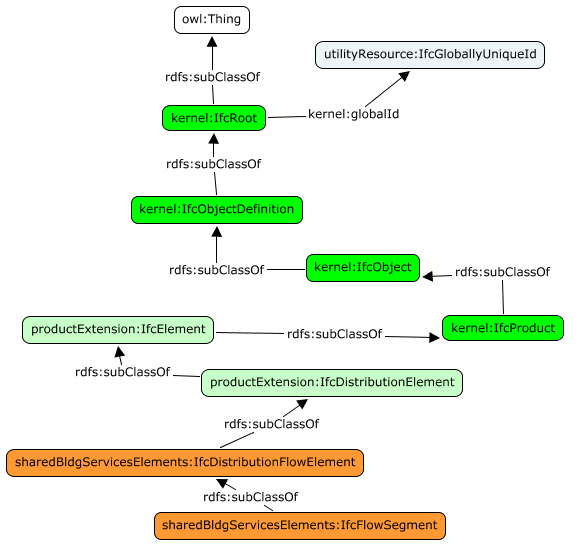 owl:Thing
utilityResource:IfcGloballyUniqueId
rdfs:subClassOf
kernel:IfcRoot
kernel:globalId
rdfs:subClassOf
kernel:IfcObjectDefinition
rdfs:subClassOf
kernel:IfcObject
rdfs:subClassOf
productExtension:IfcElement
rdfs:subClassOf
kernel:IfcProduct
rdfs:subClassOf
productExtension:IfcDistributionElement
rdfs:subClassOf
sharedBldgServicesElements:IfcDistributionFlowElement
rdfs:subClassOf
sharedBldgServicesElements:IfcFlowSegment